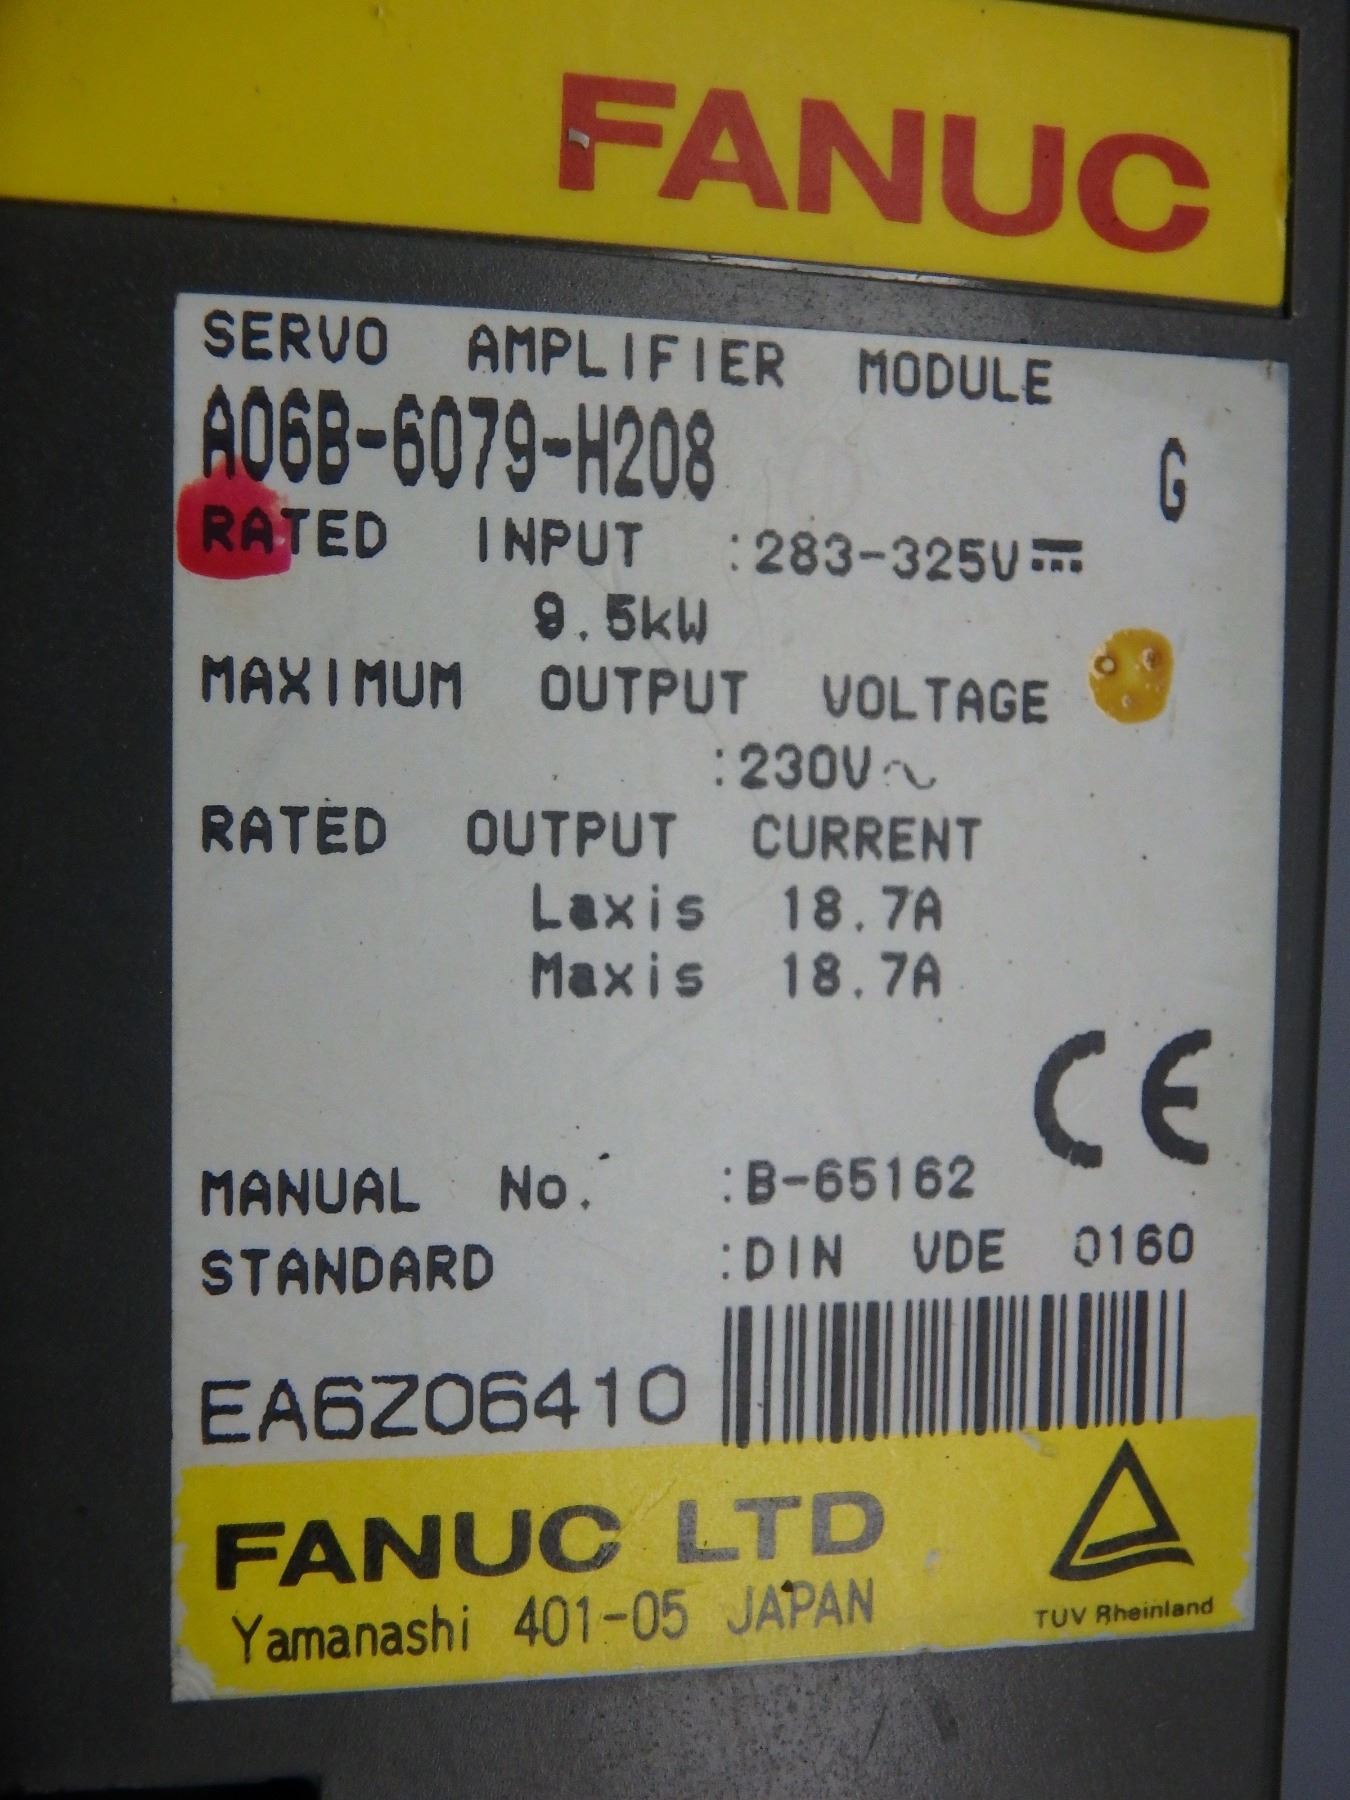 FANUC
SERVO AMPLIFIER MODULE
A06B-6079-H208 G
RATED INPUT :283-325V⎓
9.5kW
MAXIMUM OUTPUT VOLTAGE
:230V~
RATED OUTPUT CURRENT
Laxis 18.7A
Maxis 18.7A
CE
MANUAL No. :B-65162
STANDARD :DIN VDE 0160
EA6Z06410
FANUC LTD
Yamanashi 401-05 JAPAN
TUV Rheinland